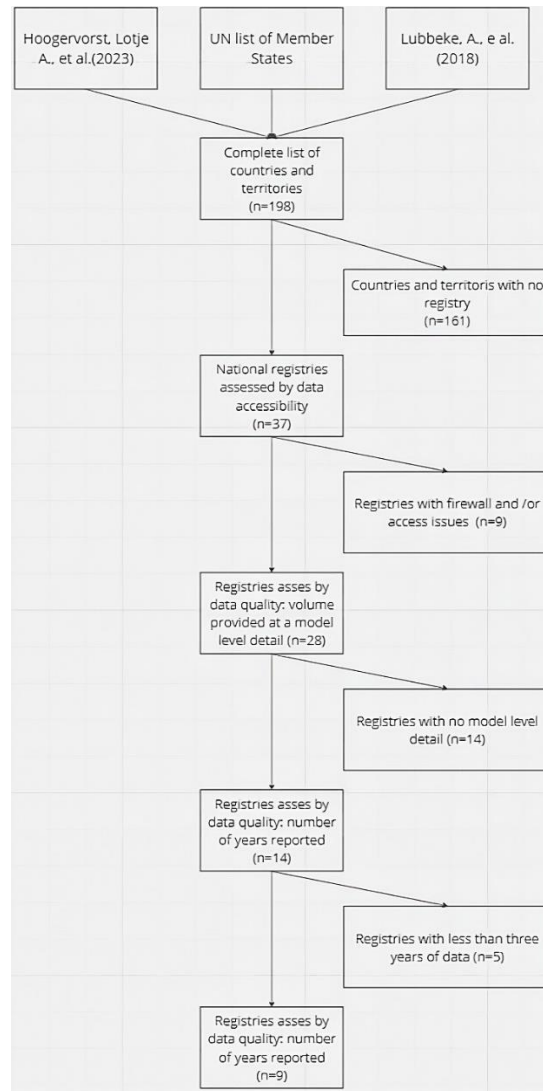 Hoogervorst, Lotje
A., et al.(2023)
UN list of Member
States
Lubbeke, A., e al.
(2018)
Complete list of
countries and
territories
(n=198)
Countries and territoris with no
registry
(n=161)
National registries
assessed by data
accessibility
(n=37)
Registries with firewall and /or
access issues (n=9)
Registries asses by
data quality: volume
provided at a model
level detail (n=28)
Registries with no model level
detail (n=14)
Registries asses by
data quality: number
of years reported
(n=14)
Registries with less than three
years of data (n=5)
Registries asses by
data quality: number
of years reported
(n=9)